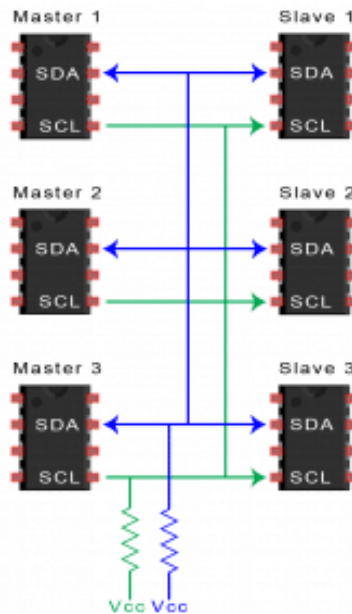 Master 1 Slave 1
SDA SDA
SCL SCL
Master 2 Slave 2
SDA SDA
SCL SCL
Master 3 Slave 3
SDA SDA
SCL SCL
Vcc Vcc